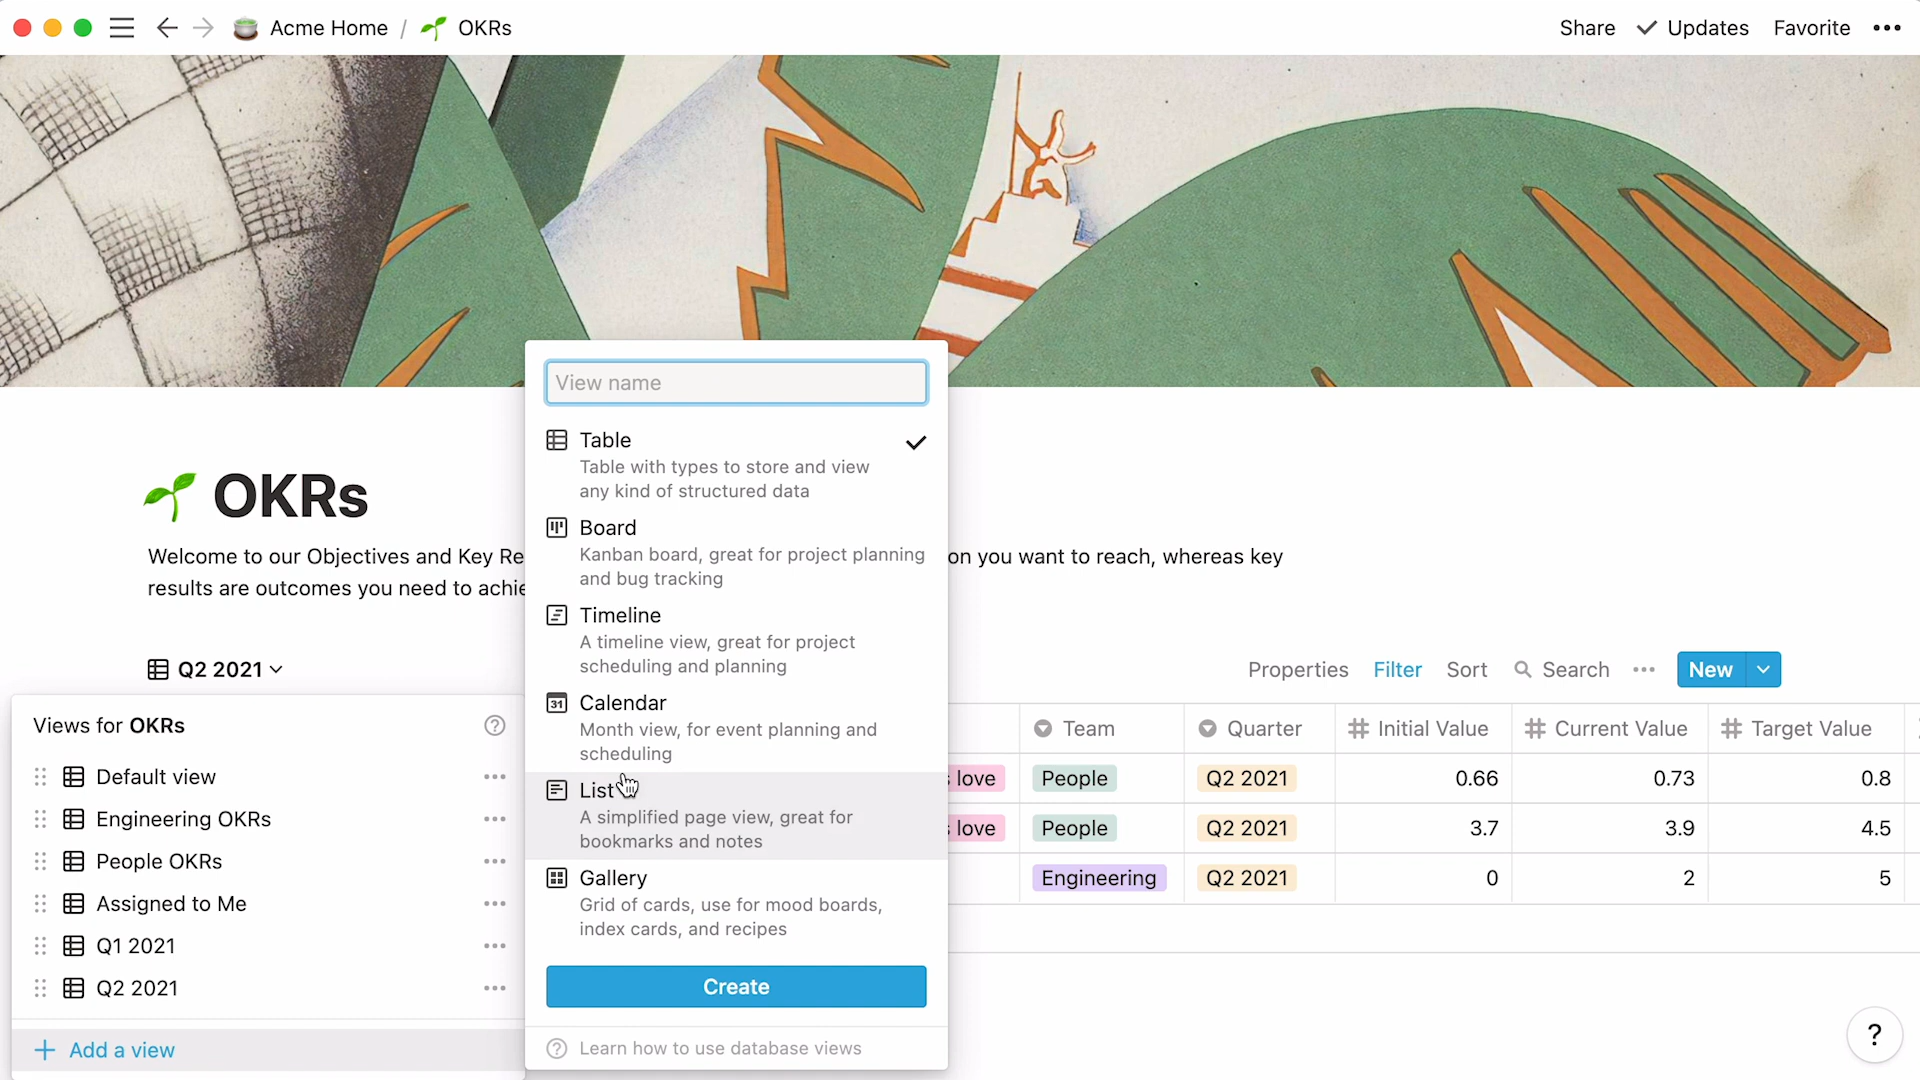 Acme Home / OKRs
Share Updates Favorite
OKRs
Welcome to our Objectives and Key Re
on you want to reach, whereas key
results are outcomes you need to achie
Q2 2021
Properties Filter Sort Search New
Views for OKRs
Default view
Engineering OKRs
People OKRs
Assigned to Me
Q1 2021
Q2 2021
Add a view
View name
Table
Table with types to store and view
any kind of structured data
Board
Kanban board, great for project planning
and bug tracking
Timeline
A timeline view, great for project
scheduling and planning
31 Calendar
Month view, for event planning and
scheduling
List
A simplified page view, great for
bookmarks and notes
Gallery
Grid of cards, use for mood boards,
index cards, and recipes
Create
? Learn how to use database views
Team Quarter # Initial Value # Current Value # Target Value
love People Q2 2021 0.66 0.73 0.8
love People Q2 2021 3.7 3.9 4.5
Engineering Q2 2021 0 2 5
?